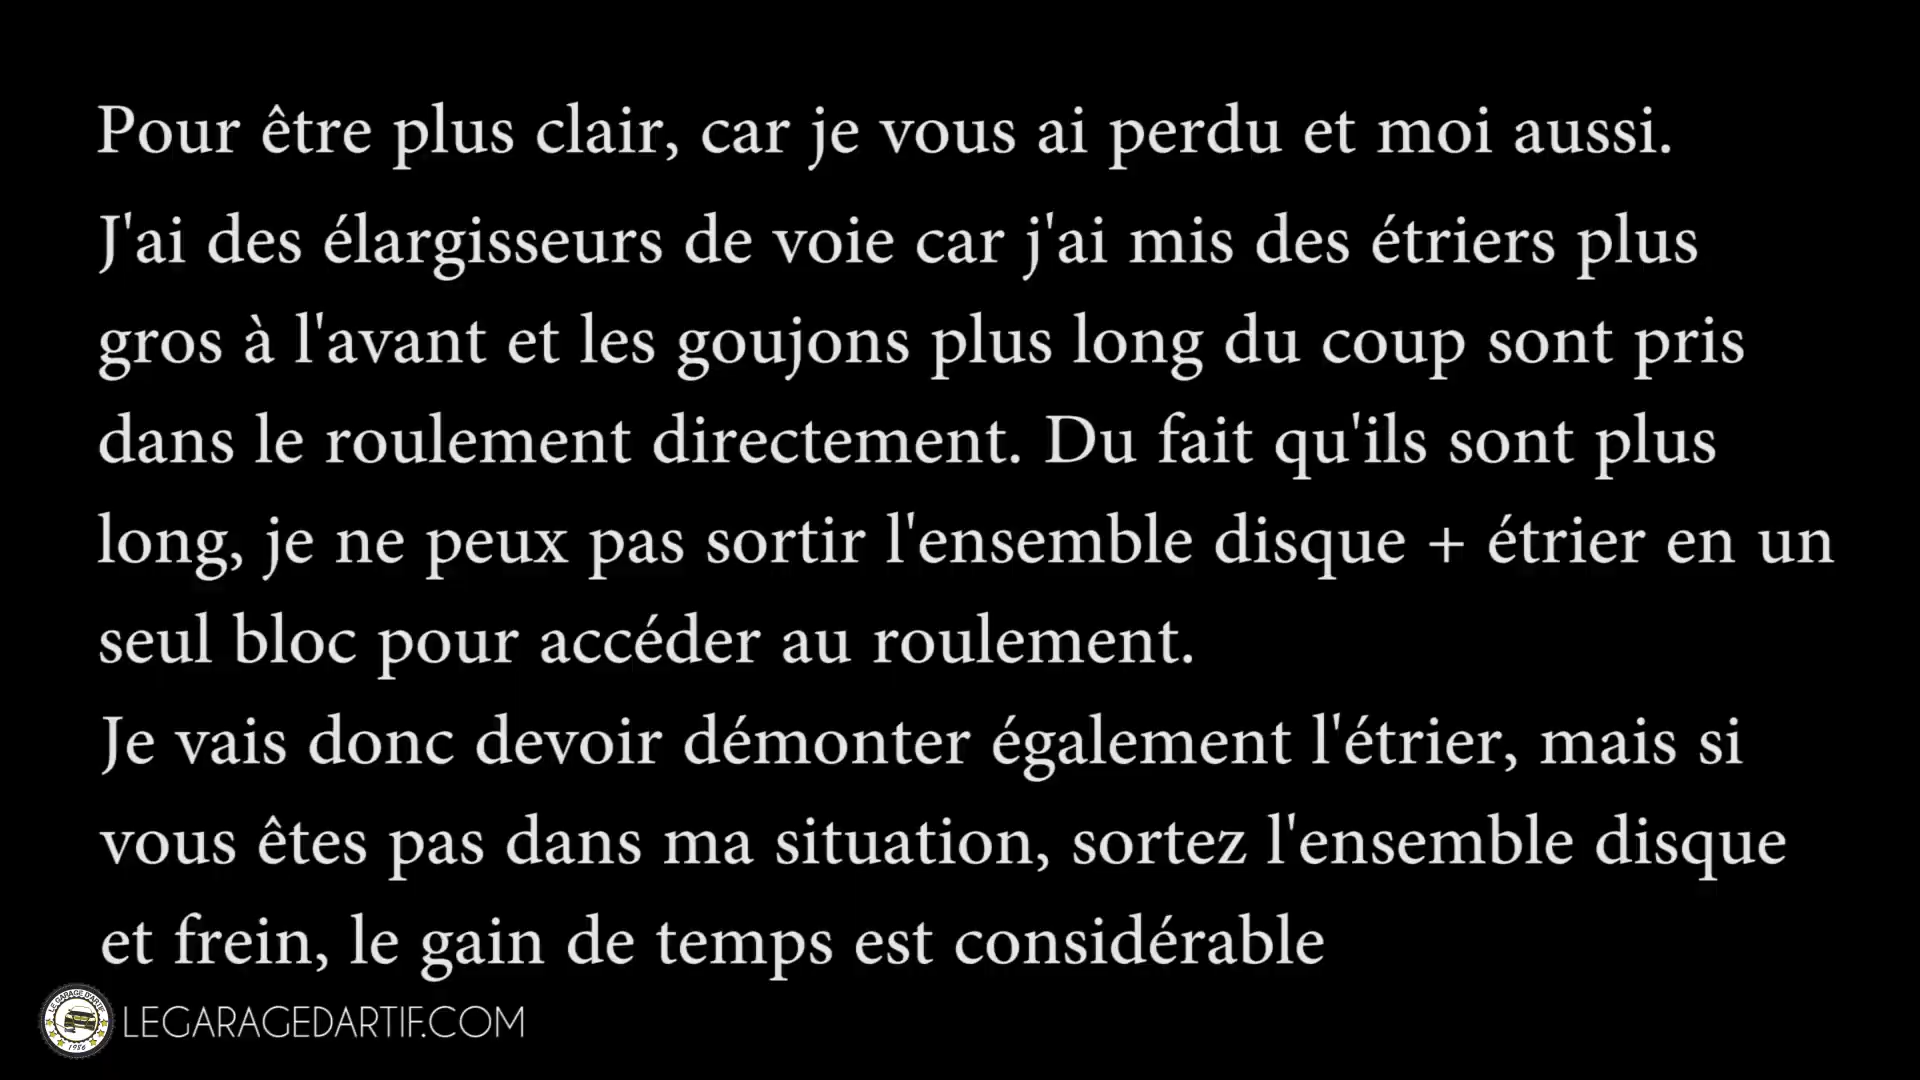 Pour être plus clair, car je vous ai perdu et moi aussi.
J'ai des élargisseurs de voie car j'ai mis des étriers plus
gros à l'avant et les goujons plus long du coup sont pris
dans le roulement directement. Du fait qu'ils sont plus
long, je ne peux pas sortir l'ensemble disque + étrier en un
seul bloc pour accéder au roulement.
Je vais donc devoir démonter également l'étrier, mais si
vous êtes pas dans ma situation, sortez l'ensemble disque
et frein, le gain de temps est considérable
LE GARAGE D'ARTIF
1986
LEGARAGEDARTIF.COM